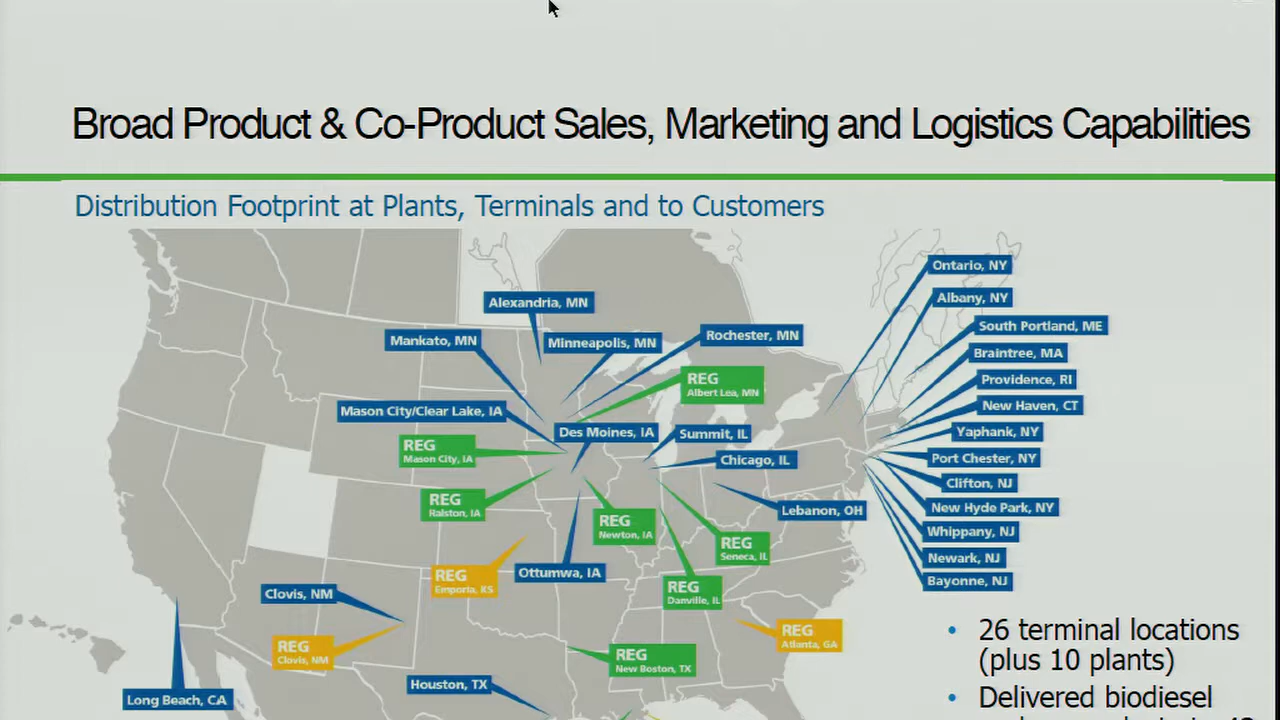 Broad Product & Co-Product Sales, Marketing and Logistics Capabilities
Distribution Footprint at Plants, Terminals and to Customers
Ontario, NY
Albany, NY
Alexandria, MN
South Portland, ME
Mankato, MN
Minneapolis, MN
Rochester, MN
Braintree, MA
REG
Albert Lea, MN
Providence, RI
New Haven, CT
Mason City/Clear Lake, IA
Des Moines, IA
Summit, IL
Yaphank, NY
REG
Mason City, IA
Chicago, IL
Port Chester, NY
Clifton, NJ
REG
Ralston, IA
Lebanon, OH
New Hyde Park, NY
REG
Newton, IA
Whippany, NJ
REG
Seneca, IL
Newark, NJ
REG
Emporia, KS
Ottumwa, IA
Bayonne, NJ
REG
Danville, IL
Clovis, NM
REG
Clovis, NM
REG
Atlanta, GA
REG
New Boston, TX
Houston, TX
Long Beach, CA
• 26 terminal locations
(plus 10 plants)
• Delivered biodiesel